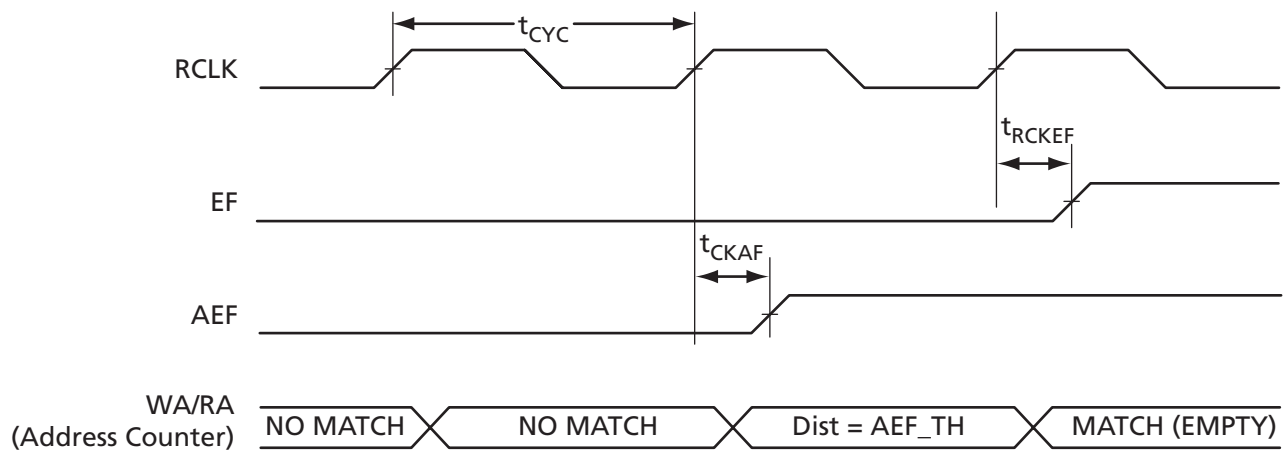 tCYC
RCLK
tRCKEF
EF
tCKAF
AEF
WA/RA
(Address Counter)
NO MATCH
NO MATCH
Dist = AEF_TH
MATCH (EMPTY)